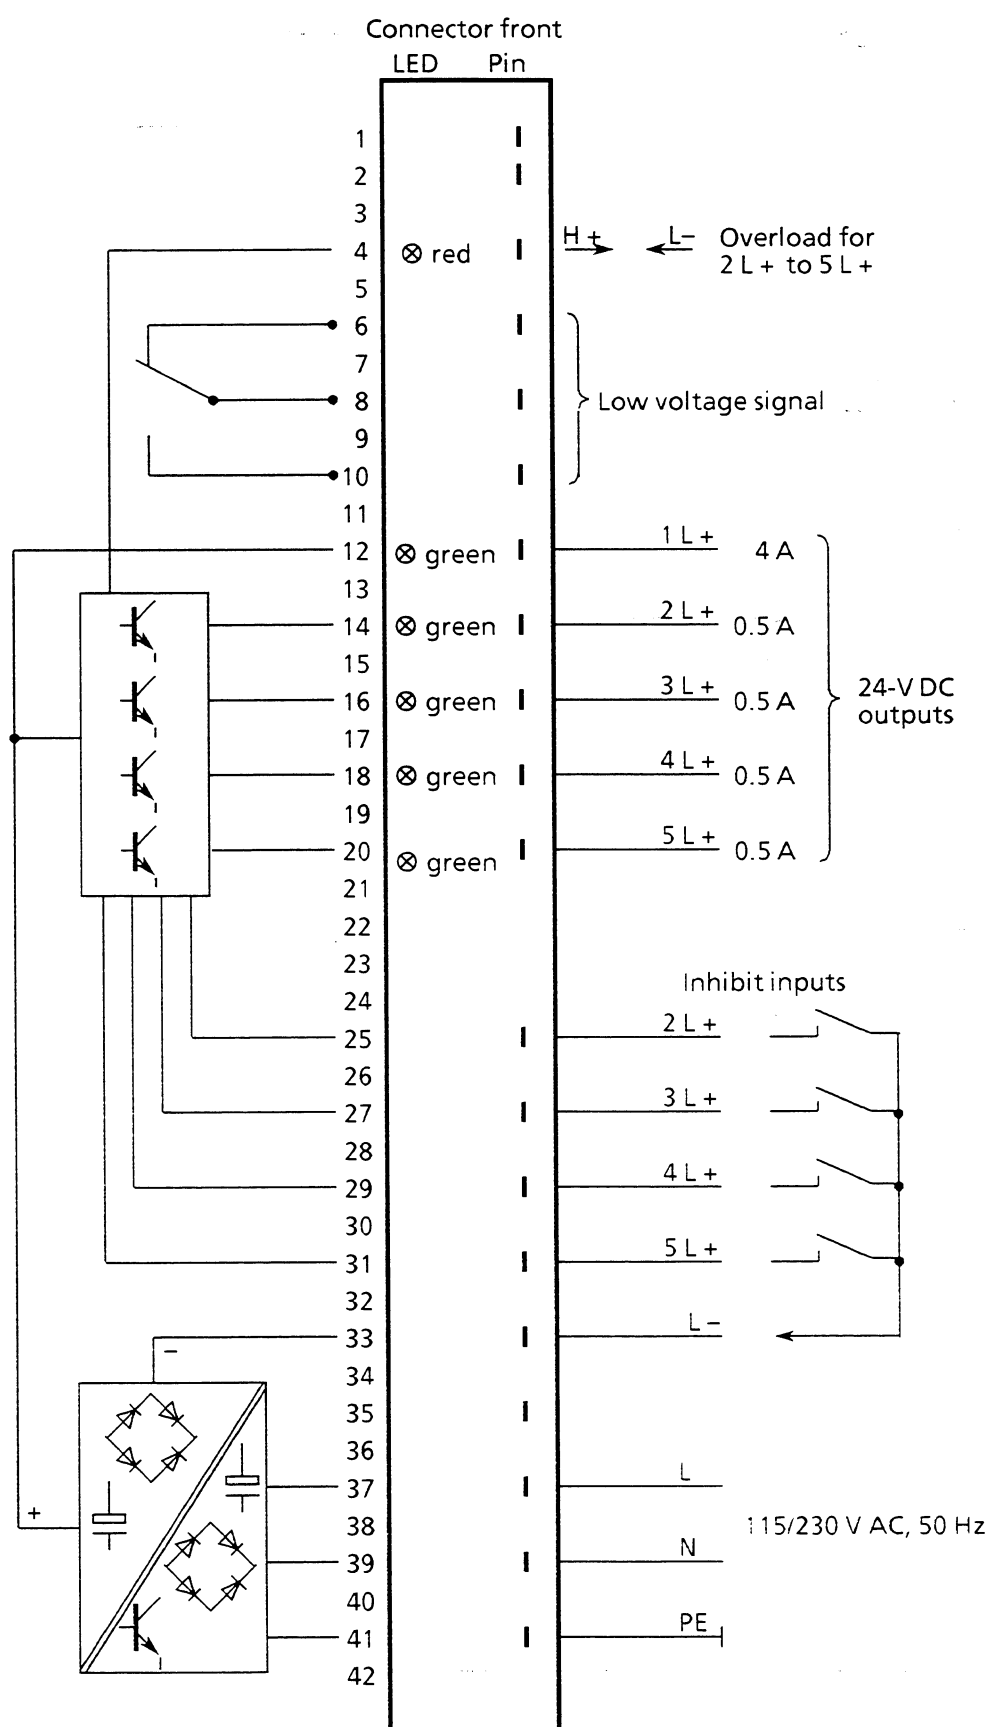 Connector front
LED Pin
1
2
3
4 red H + L– Overload for
2 L + to 5 L +
5
6
7
8 Low voltage signal
9
10
11
12 green 1 L + 4 A
13
14 green 2 L + 0.5 A
15
16 green 3 L + 0.5 A 24-V DC
outputs
17
18 green 4 L + 0.5 A
19
20 green 5 L + 0.5 A
21
22
23
24 Inhibit inputs
25 2 L +
26
27 3 L +
28
29 4 L +
30
31 5 L +
32
33 L –
–
34
35
36
37 L
+
38 115/230 V AC, 50 Hz
39 N
40
41 PE
42